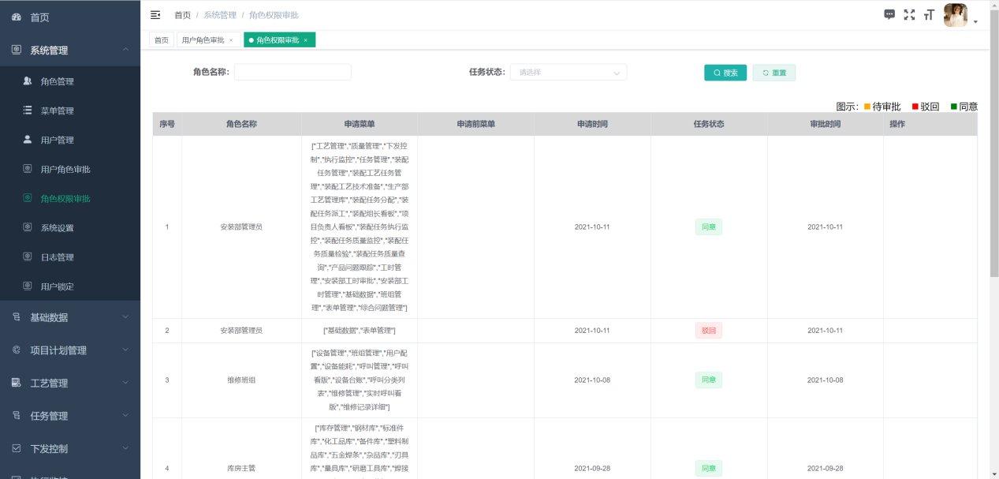 首页
系统管理
角色管理
菜单管理
用户管理
用户角色审批
角色权限审批
系统设置
日志管理
用户锁定
基础数据
项目计划管理
工艺管理
任务管理
下发控制
首页 / 系统管理 / 角色权限审批
首页 用户角色审批 × 角色权限审批 ×
角色名称: 任务状态: 请选择 搜索 重置
图示: 待审批 驳回 同意
序号 角色名称 申请菜单 申请前菜单 申请时间 任务状态 审批时间 操作
["工艺管理","质量管理","下发控
制","执行监控","任务管理","装配
任务管理","装配工艺任务管
理","装配工艺技术准备","生产部
工艺管理库","装配任务分配","装
配任务派工","装配组长看板","项
目负责人看板","装配任务执行监
控","装配任务质量监控","装配任
务质量检验","装配任务质量查
询","产品问题跟踪","工时管
理","安装部工时审批","安装部工
时管理","基础数据","班组管
理","表单管理","综合问题管理"]
1 安装部管理员 2021-10-11 同意 2021-10-11
2 安装部管理员 ["基础数据","表单管理"] 2021-10-11 驳回 2021-10-11
["设备管理","班组管理","用户配
置","设备能耗","呼叫管理","呼叫
看版","设备台账","呼叫分类列
表","维修管理","实时呼叫看
版","维修记录详细"]
3 维修班组 2021-10-08 同意 2021-10-08
["库存管理","钢材库","标准件
库","化工品库","备件库","塑料制
品库","五金焊条","杂品库","刃具
库","量具库","研磨工具库","焊接
4 库房主管 2021-09-28 同意 2021-09-28